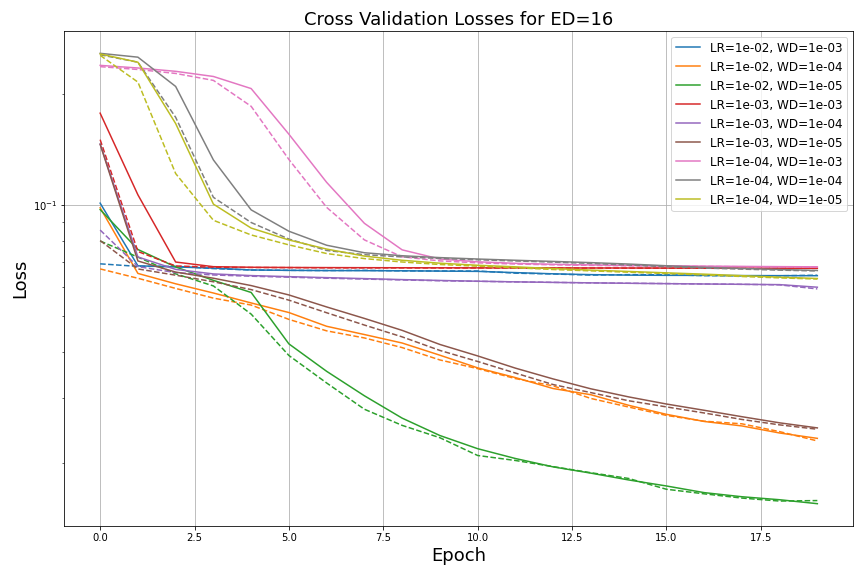 Cross Validation Losses for ED=16
LR=1e-02, WD=1e-03
LR=1e-02, WD=1e-04
LR=1e-02, WD=1e-05
LR=1e-03, WD=1e-03
LR=1e-03, WD=1e-04
LR=1e-03, WD=1e-05
LR=1e-04, WD=1e-03
LR=1e-04, WD=1e-04
LR=1e-04, WD=1e-05
10⁻¹
Loss
0.0 2.5 5.0 7.5 10.0 12.5 15.0 17.5
Epoch